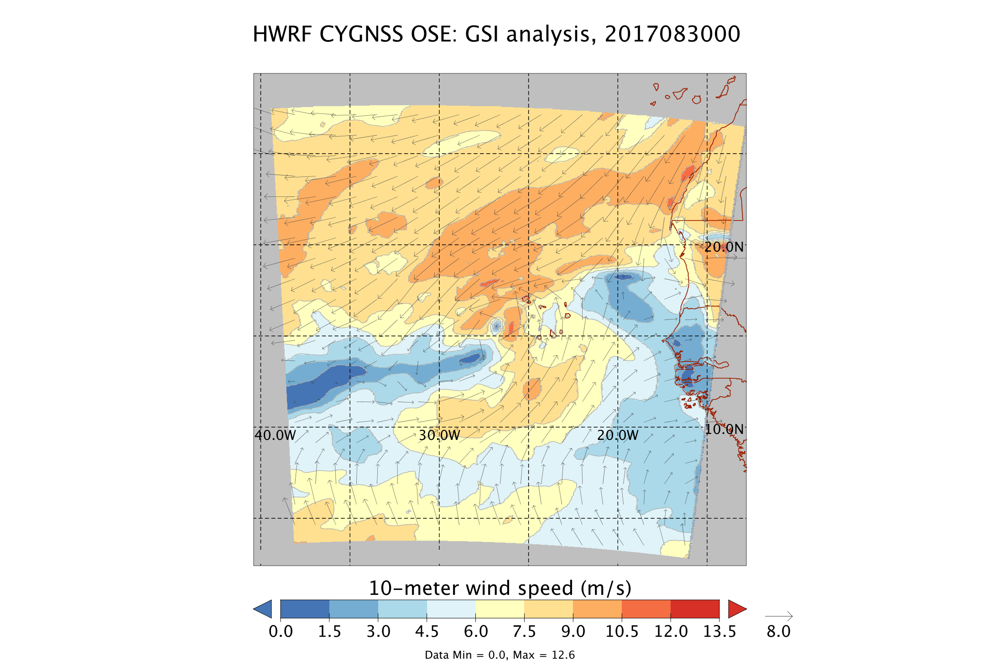 HWRF CYGNSS OSE: GSI analysis, 2017083000
20.0N
10.0N
40.0W 30.0W 20.0W
10-meter wind speed (m/s)
0.0 1.5 3.0 4.5 6.0 7.5 9.0 10.5 12.0 13.5 8.0
Data Min = 0.0, Max = 12.6